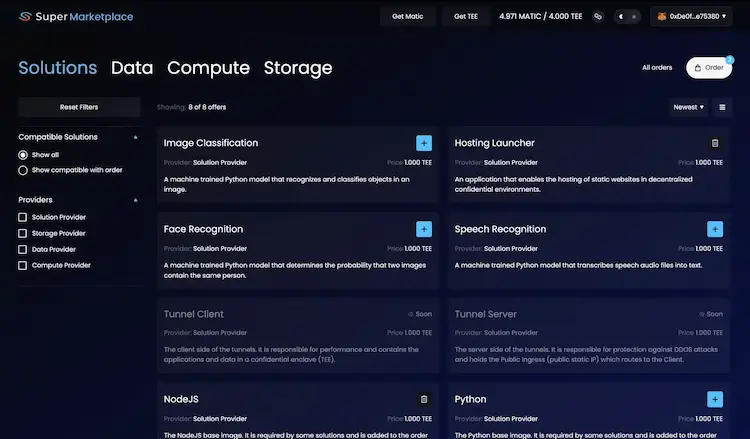 Super Marketplace
Get Matic
Get TEE
4.971 MATIC / 4.000 TEE
0xDe0f...e75380
Solutions Data Compute Storage
All orders
Order
2
Reset Filters
Showing: 8 of 8 offers
Newest
Compatible Solutions
Show all
Show compatible with order
Providers
Solution Provider
Storage Provider
Data Provider
Compute Provider
Image Classification
Provider: Solution Provider
Price 1.000 TEE
A machine trained Python model that recognizes and classifies objects in an
image.
Hosting Launcher
Provider: Solution Provider
Price 1.000 TEE
An application that enables the hosting of static websites in decentralized
confidential environments.
Face Recognition
Provider: Solution Provider
Price 1.000 TEE
A machine trained Python model that determines the probability that two images
contain the same person.
Speech Recognition
Provider: Solution Provider
Price 1.000 TEE
A machine trained Python model that transcribes speech audio files into text.
Tunnel Client
Soon
Provider: Solution Provider
Price 1.000 TEE
The client side of the tunnels. It is responsible for performance and contains the
applications and data in a confidential enclave (TEE).
Tunnel Server
Soon
Provider: Solution Provider
Price 1.000 TEE
The server side of the tunnels. It is responsible for protection against DDOS attacks
and holds the Public Ingress (public static IP) which routes to the Client.
NodeJS
Provider: Solution Provider
Price 1.000 TEE
The NodeJS base image. It is required by some solutions and is added to the order
Python
Provider: Solution Provider
Price 1.000 TEE
The Python base image. It is required by some solutions and is added to the order